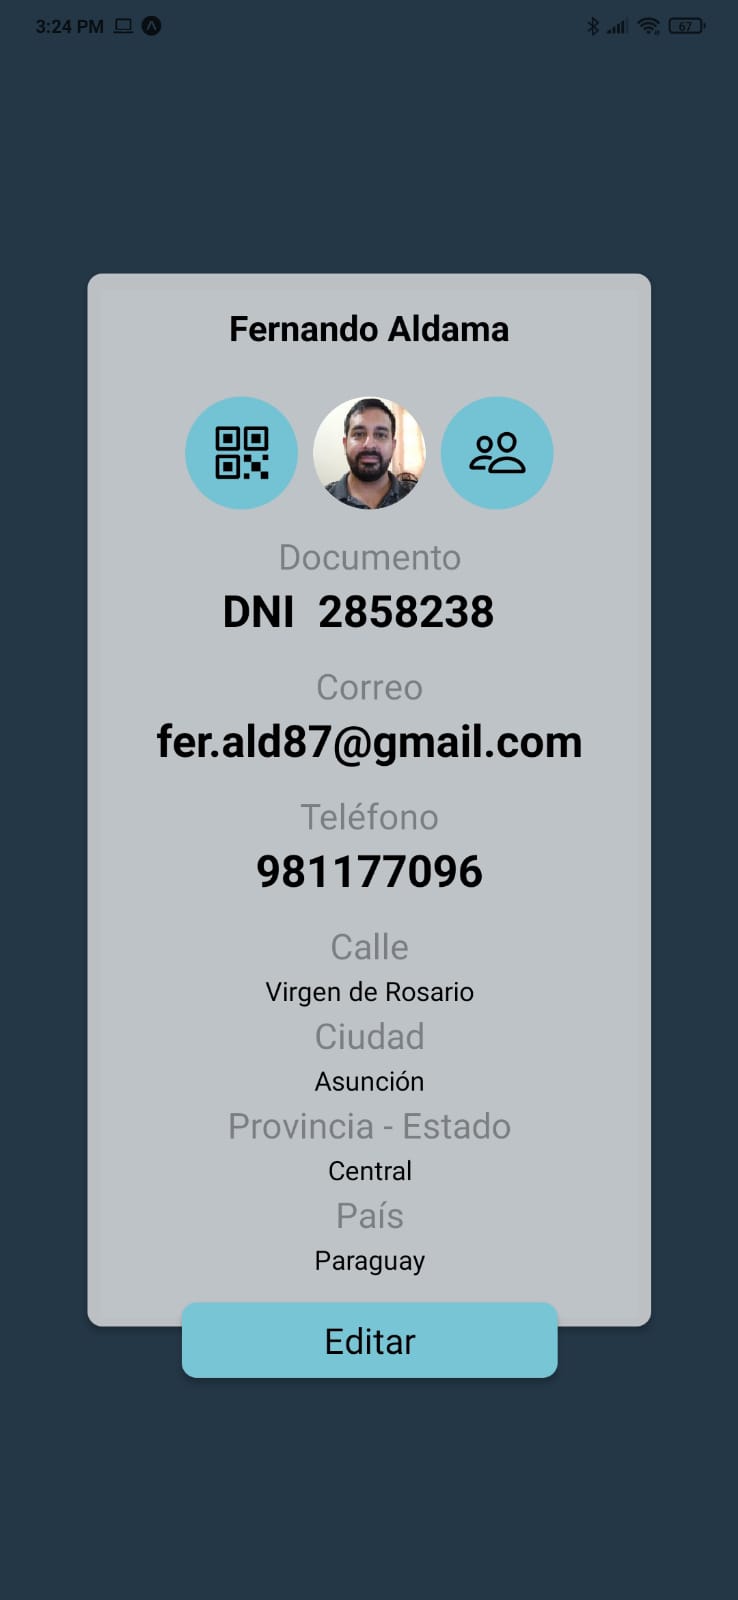 3:24 PM
67
Fernando Aldama
Documento
DNI 2858238
Correo
fer.ald87@gmail.com
Teléfono
981177096
Calle
Virgen de Rosario
Ciudad
Asunción
Provincia - Estado
Central
País
Paraguay
Editar